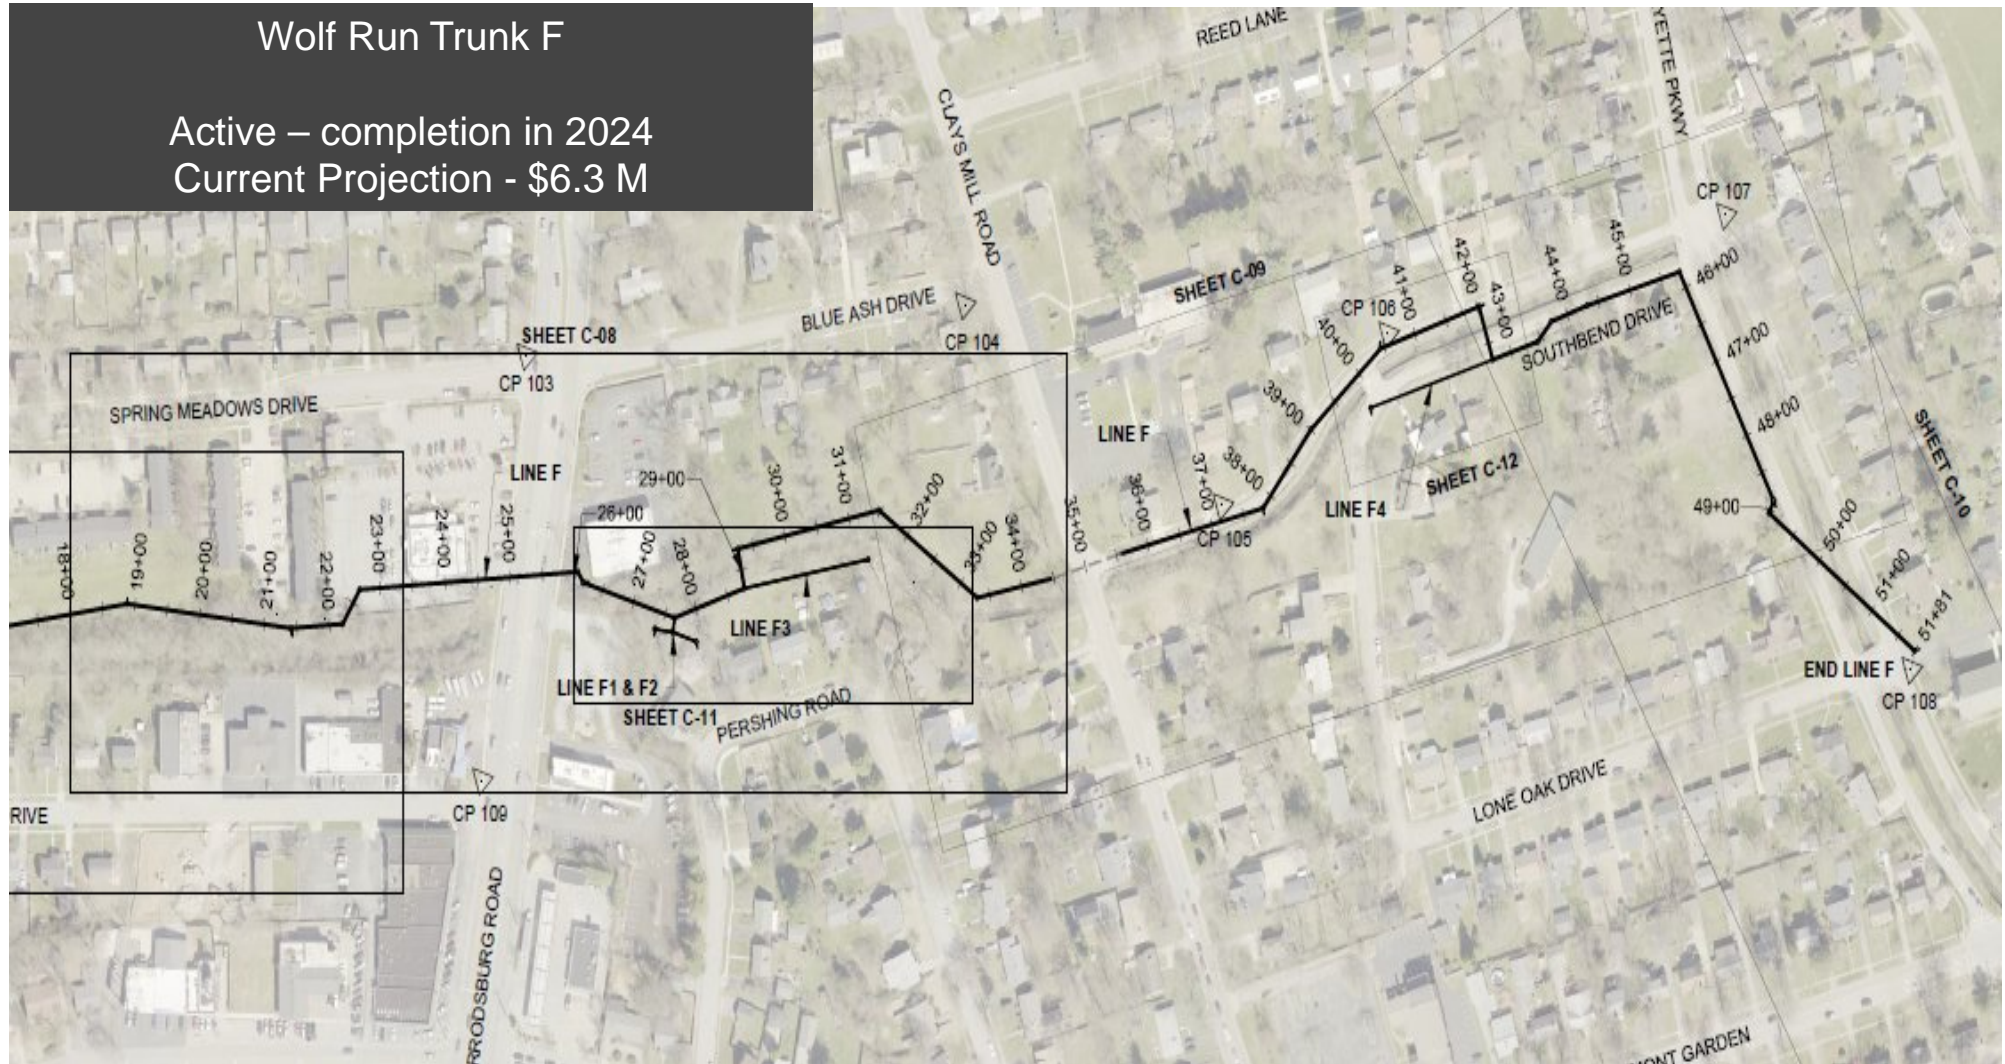 Wolf Run Trunk F
Active – completion in 2024
Current Projection - $6.3 M
REED LANE
YETTE PKWY
CLAYS MILL ROAD
CP 107
SHEET C-09
BLUE ASH DRIVE
CP 104
SHEET C-08
CP 103
SPRING MEADOWS DRIVE
CP 106
SOUTHBEND DRIVE
LINE F
LINE F
SHEET C-12
LINE F4
CP 105
SHEET C-10
18+00
19+00
20+00
21+00
22+00
23+00
24+00
25+00
26+00
27+00
28+00
29+00
30+00
31+00
32+00
33+00
34+00
35+00
36+00
37+00
38+00
39+00
40+00
41+00
42+00
43+00
44+00
45+00
46+00
47+00
48+00
49+00
50+00
51+00
51+81
LINE F3
LINE F1 & F2
SHEET C-11
PERSHING ROAD
END LINE F
CP 108
LONE OAK DRIVE
CP 109
RIVE
RRODSBURG ROAD
MONT GARDEN